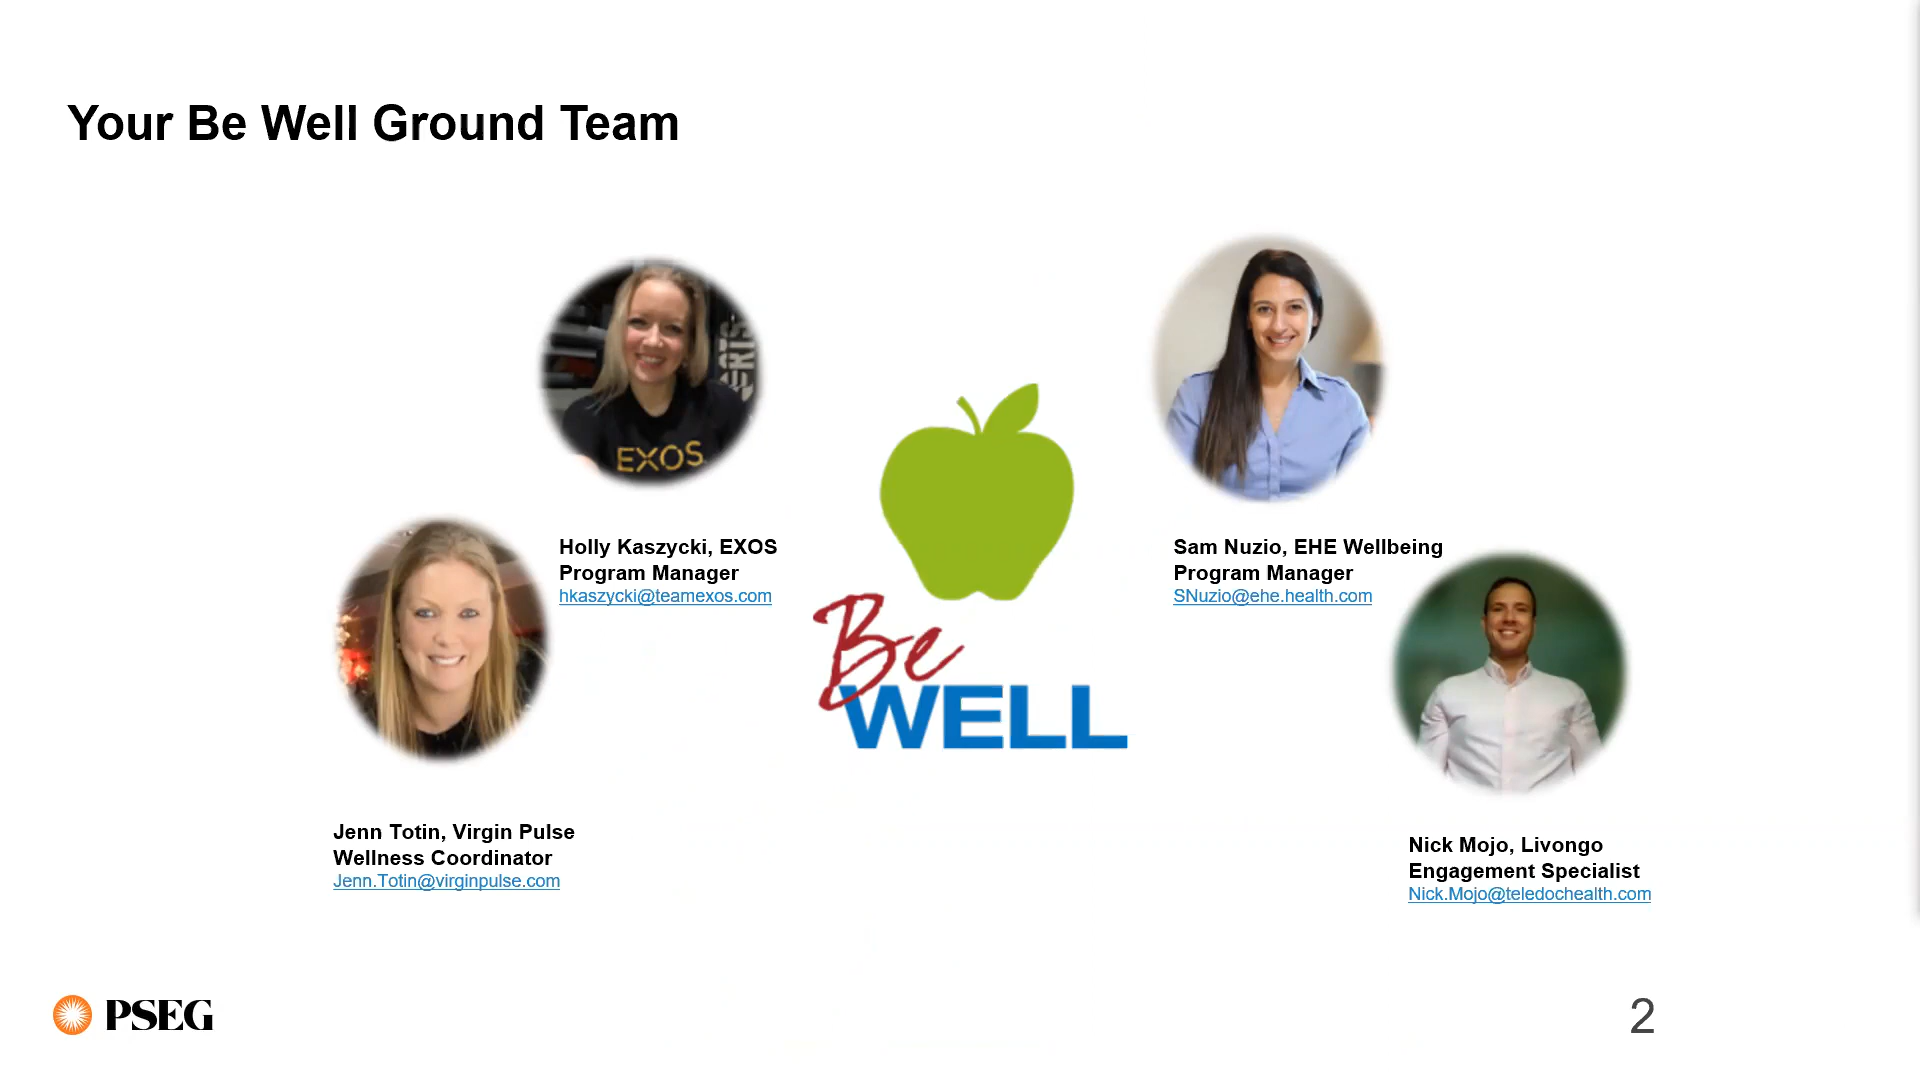 Your Be Well Ground Team
EXOS
Holly Kaszycki, EXOS
Program Manager
hkaszycki@teamexos.com
Sam Nuzio, EHE Wellbeing
Program Manager
SNuzio@ehe.health.com
Be
WELL
Jenn Totin, Virgin Pulse
Wellness Coordinator
Jenn.Totin@virginpulse.com
Nick Mojo, Livongo
Engagement Specialist
Nick.Mojo@teledochealth.com
PSEG
2